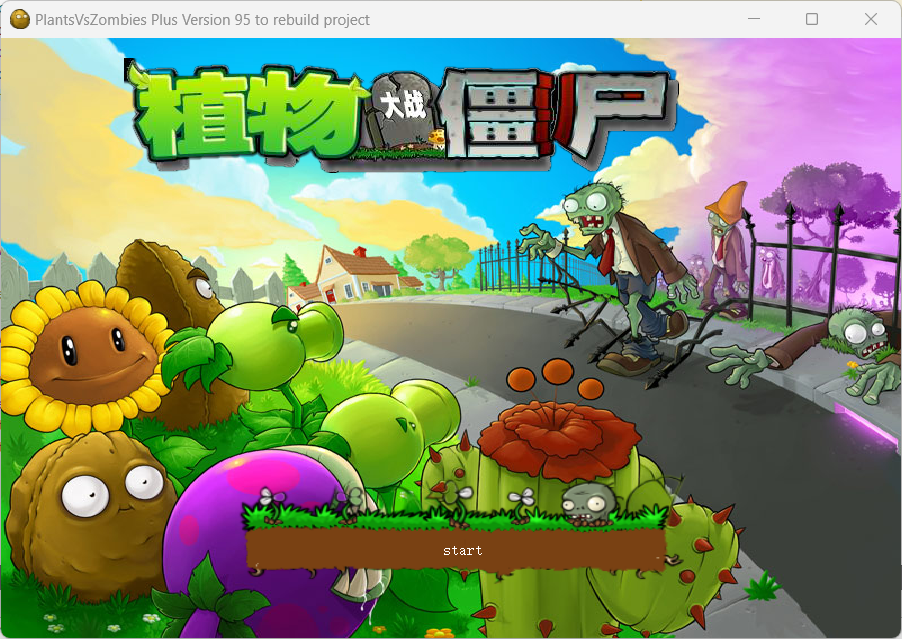 PlantsVsZombies Plus Version 95 to rebuild project
植物大战僵尸
start